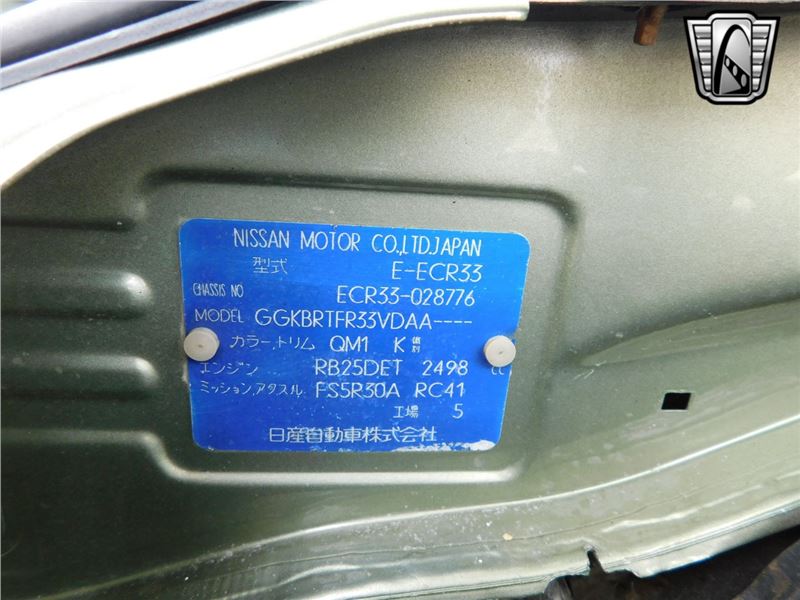 NISSAN MOTOR CO.,LTD.JAPAN
型式 E-ECR33
CHASSIS NO ECR33-028776
MODEL GGKBRTFR33VDAA----
カラー,トリム QM1 K 個別
エンジン RB25DET 2498 cc
ミッション,アクスル FS5R30A RC41
工場 5
日産自動車株式会社